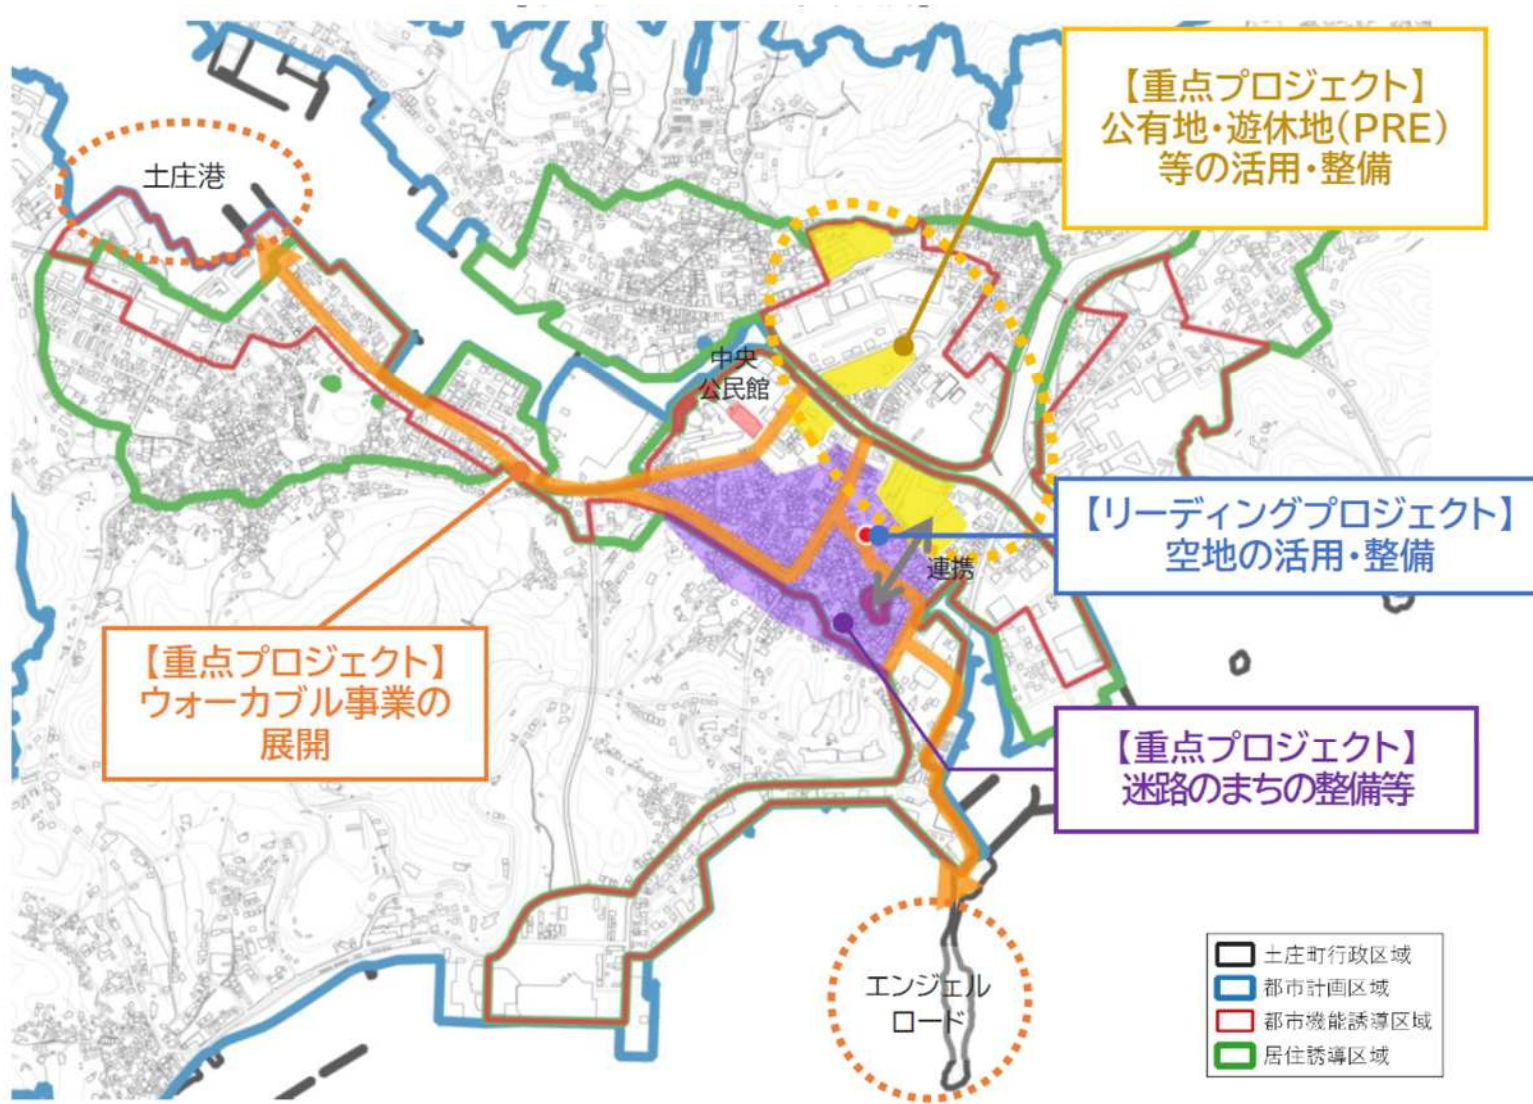 【重点プロジェクト】
公有地・遊休地(PRE)
等の活用・整備
土庄港
中央
公民館
【リーディングプロジェクト】
空地の活用・整備
連携
【重点プロジェクト】
ウォーカブル事業の
展開
【重点プロジェクト】
迷路のまちの整備等
エンジェル
ロード
土庄町行政区域
都市計画区域
都市機能誘導区域
居住誘導区域